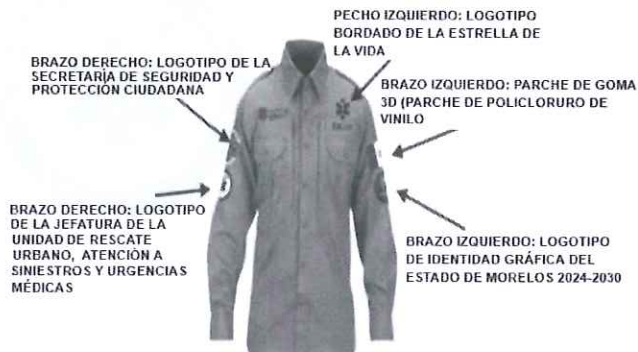 PECHO IZQUIERDO: LOGOTIPO
BORDADO DE LA ESTRELLA DE
LA VIDA
BRAZO DERECHO: LOGOTIPO DE LA
SECRETARÍA DE SEGURIDAD Y
PROTECCIÓN CIUDADANA
BRAZO IZQUIERDO: PARCHE DE GOMA
3D (PARCHE DE POLICLORURO DE
VINILO
BRAZO DERECHO: LOGOTIPO
DE LA JEFATURA DE LA
UNIDAD DE RESCATE
URBANO, ATENCIÓN A
SINIESTROS Y URGENCIAS
MÉDICAS
BRAZO IZQUIERDO: LOGOTIPO
DE IDENTIDAD GRÁFICA DEL
ESTADO DE MORELOS 2024-2030